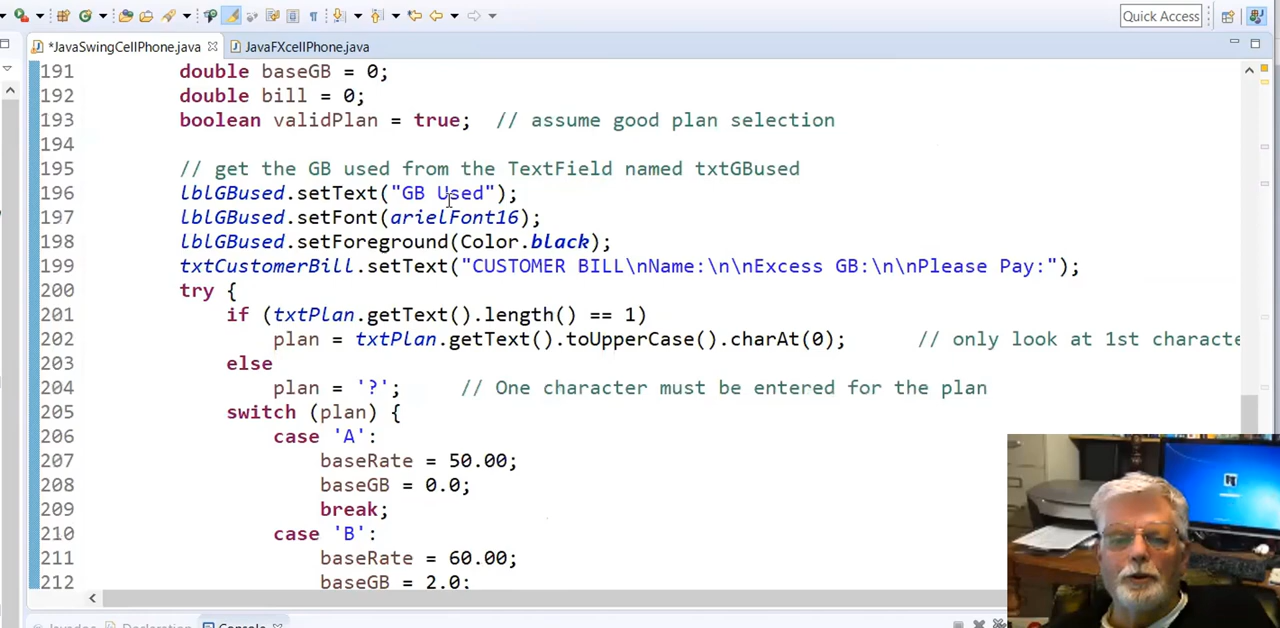 Quick Access
*JavaSwingCellPhone.java
JavaFXcellPhone.java
191 double baseGB = 0;
192 double bill = 0;
193 boolean validPlan = true; // assume good plan selection
194
195 // get the GB used from the TextField named txtGBused
196 lblGBused.setText("GB Used");
197 lblGBused.setFont(arielFont16);
198 lblGBused.setForeground(Color.black);
199 txtCustomerBill.setText("CUSTOMER BILL\nName:\n\nExcess GB:\n\nPlease Pay:");
200 try {
201 if (txtPlan.getText().length() == 1)
202 plan = txtPlan.getText().toUpperCase().charAt(0); // only look at 1st characte
203 else
204 plan = '?'; // One character must be entered for the plan
205 switch (plan) {
206 case 'A':
207 baseRate = 50.00;
208 baseGB = 0.0;
209 break;
210 case 'B':
211 baseRate = 60.00;
212 baseGB = 2.0;
Javadoc Declaration Console